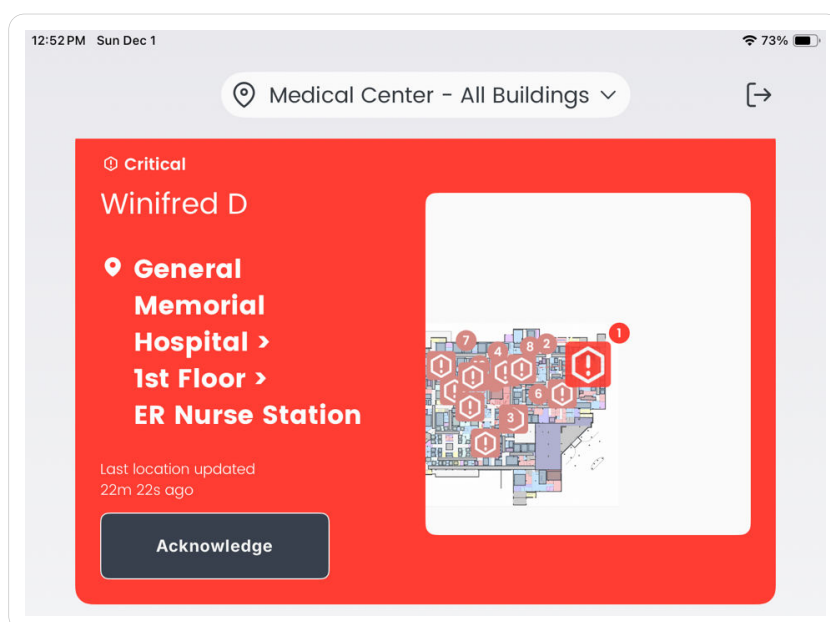 12:52 PM Sun Dec 1
73%
Medical Center - All Buildings
Critical
Winifred D
General
Memorial
Hospital >
1st Floor >
ER Nurse Station
Last location updated
22m 22s ago
Acknowledge
1
7
4
8
2
6
3